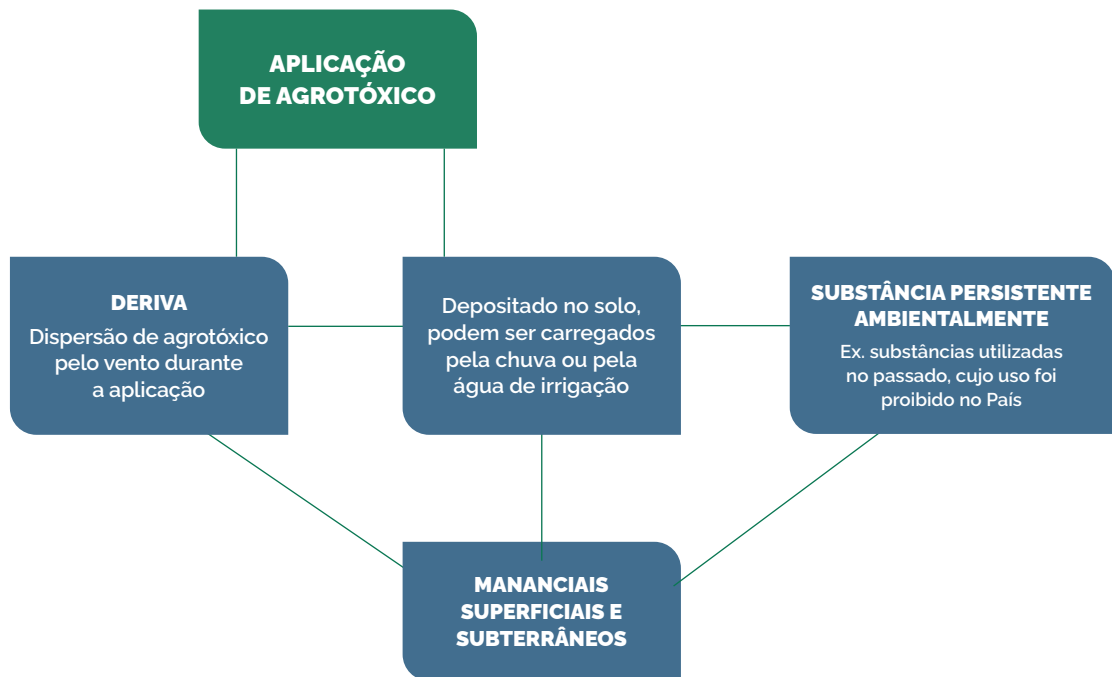 APLICAÇÃO
DE AGROTÓXICO
DERIVA
Dispersão de agrotóxico
pelo vento durante
a aplicação
Depositado no solo,
podem ser carregados
pela chuva ou pela
água de irrigação
SUBSTÂNCIA PERSISTENTE
AMBIENTALMENTE
Ex. substâncias utilizadas
no passado, cujo uso foi
proibido no País
MANANCIAIS
SUPERFICIAIS E
SUBTERRÂNEOS